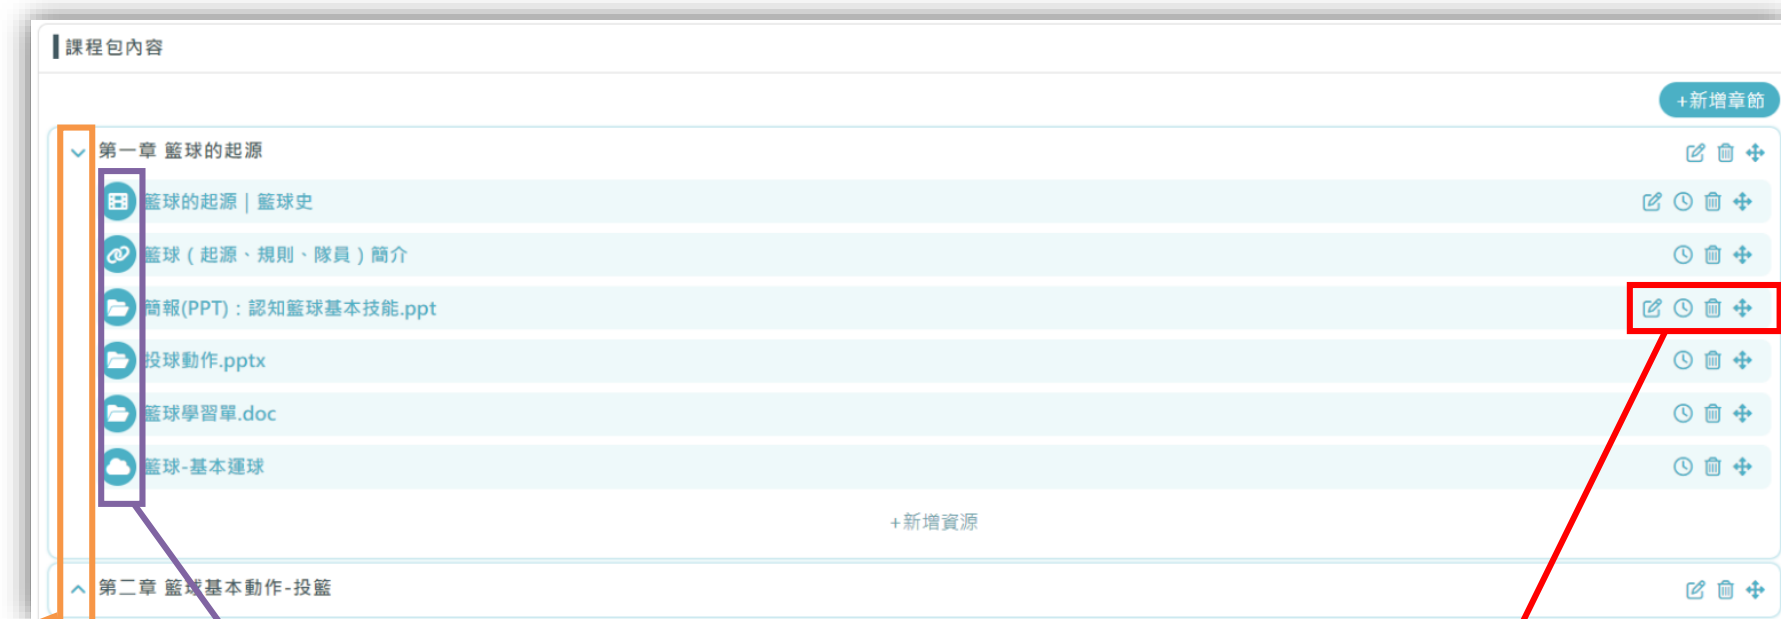 課程包內容
+新增章節
第一章 籃球的起源
籃球的起源｜籃球史
籃球（起源、規則、隊員）簡介
簡報(PPT)：認知籃球基本技能.ppt
投球動作.pptx
籃球學習單.doc
籃球-基本運球
+新增資源
第二章 籃球基本動作-投籃